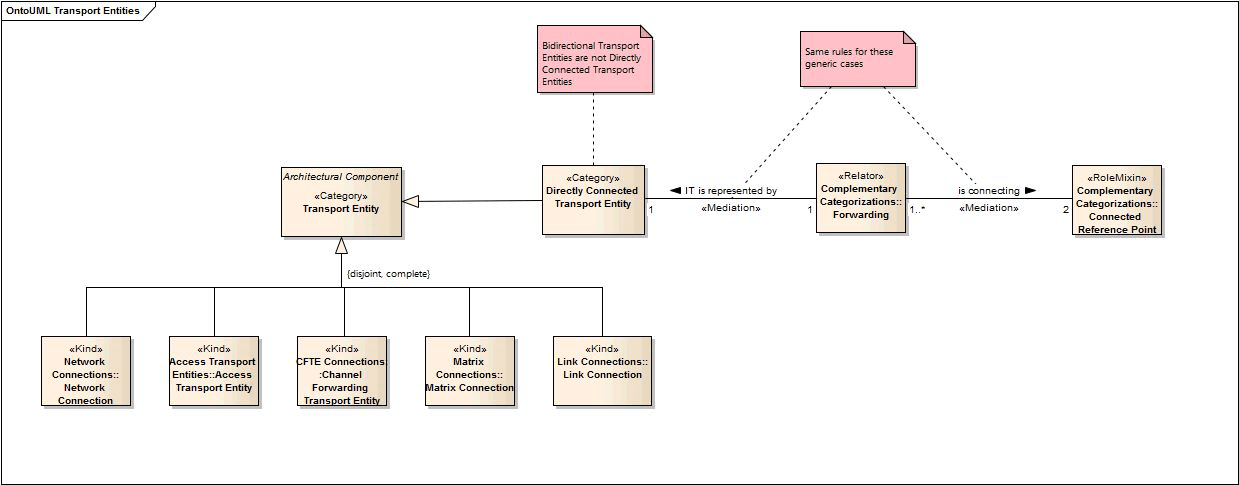 OntoUML Transport Entities
Bidirectional Transport
Entities are not Directly
Connected Transport
Entities
Same rules for these
generic cases
Architectural Component
«Category»
Transport Entity
«Category»
Directly Connected
Transport Entity
1
IT is represented by
«Mediation»
1
«Relator»
Complementary
Categorizations::
Forwarding
1..*
is connecting
«Mediation»
2
«RoleMixin»
Complementary
Categorizations::
Connected
Reference Point
{disjoint, complete}
«Kind»
Network
Connections::
Network
Connection
«Kind»
Access Transport
Entities::Access
Transport Entity
«Kind»
CFTE Connections:
:Channel
Forwarding
Transport Entity
«Kind»
Matrix
Connections::
Matrix Connection
«Kind»
Link Connections::
Link Connection